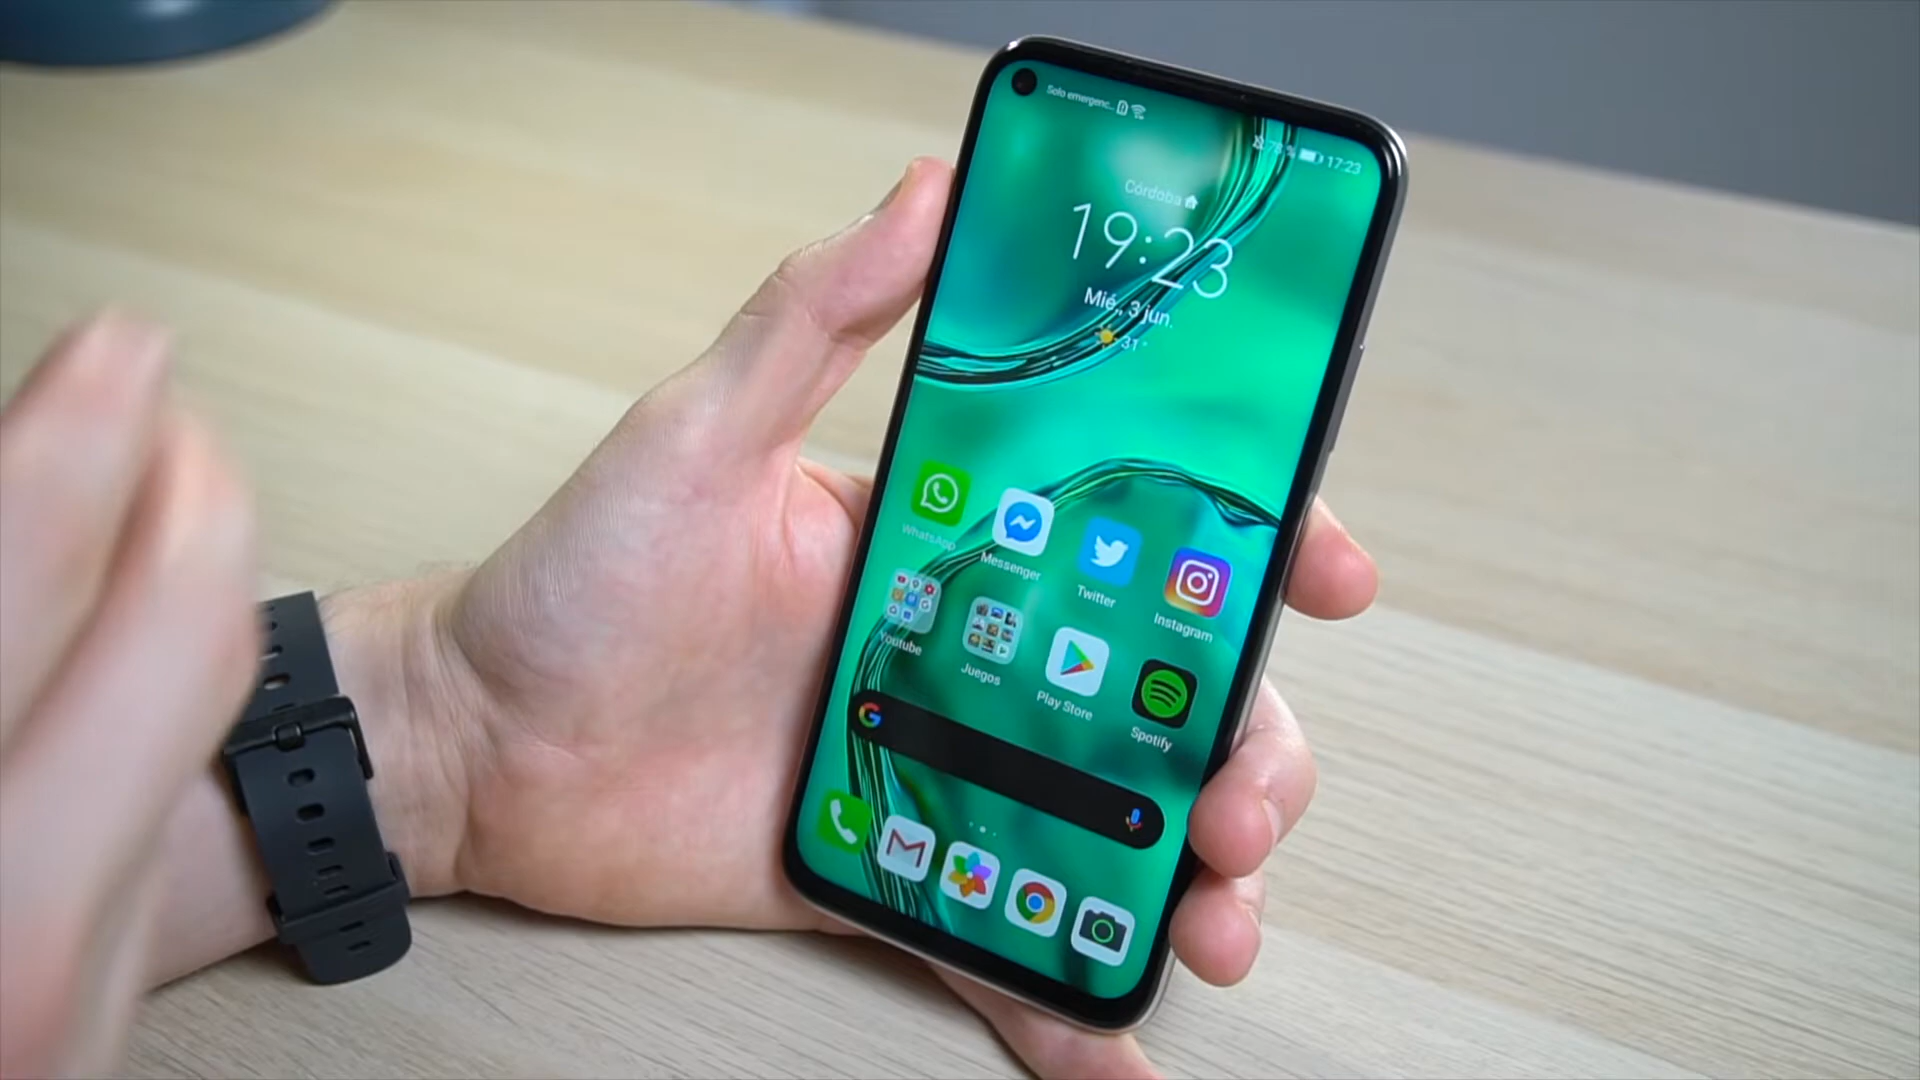 Solo emergenc...
78 % 17:23
Córdoba
19:23
Mié., 3 jun.
31°
WhatsApp
Messenger
Twitter
Instagram
Youtube
Juegos
Play Store
Spotify